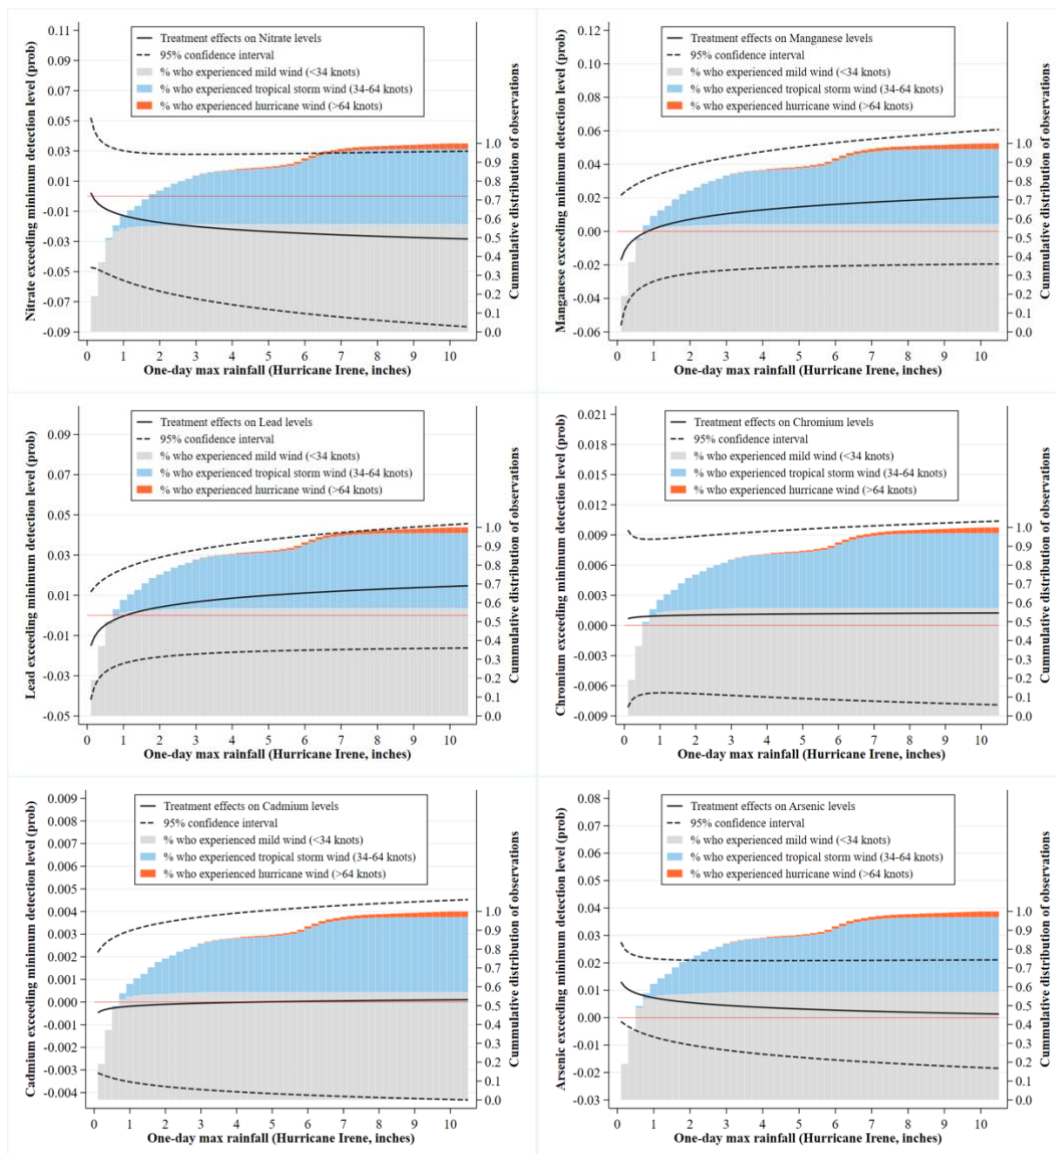 Nitrate exceeding minimum detection level (prob)
0.11
0.09
0.07
0.05
0.03
0.01
-0.01
-0.03
-0.05
-0.07
-0.09
Treatment effects on Nitrate levels
95% confidence interval
% who experienced mild wind (<34 knots)
% who experienced tropical storm wind (34-64 knots)
% who experienced hurricane wind (>64 knots)
1.0
0.9
0.8
0.7
0.6
0.5
0.4
0.3
0.2
0.1
0.0
Cummulative distribution of observations
0 1 2 3 4 5 6 7 8 9 10
One-day max rainfall (Hurricane Irene, inches)
Manganese exceeding minimum detection level (prob)
0.12
0.10
0.08
0.06
0.04
0.02
0.00
-0.02
-0.04
-0.06
Treatment effects on Manganese levels
95% confidence interval
% who experienced mild wind (<34 knots)
% who experienced tropical storm wind (34-64 knots)
% who experienced hurricane wind (>64 knots)
1.0
0.9
0.8
0.7
0.6
0.5
0.4
0.3
0.2
0.1
0.0
Cummulative distribution of observations
0 1 2 3 4 5 6 7 8 9 10
One-day max rainfall (Hurricane Irene, inches)
Lead exceeding minimum detection level (prob)
0.09
0.07
0.05
0.03
0.01
-0.01
-0.03
-0.05
Treatment effects on Lead levels
95% confidence interval
% who experienced mild wind (<34 knots)
% who experienced tropical storm wind (34-64 knots)
% who experienced hurricane wind (>64 knots)
1.0
0.9
0.8
0.7
0.6
0.5
0.4
0.3
0.2
0.1
0.0
Cummulative distribution of observations
0 1 2 3 4 5 6 7 8 9 10
One-day max rainfall (Hurricane Irene, inches)
Chromium exceeding minimum detection level (prob)
0.021
0.018
0.015
0.012
0.009
0.006
0.003
0.000
-0.003
-0.006
-0.009
Treatment effects on Chromium levels
95% confidence interval
% who experienced mild wind (<34 knots)
% who experienced tropical storm wind (34-64 knots)
% who experienced hurricane wind (>64 knots)
1.0
0.9
0.8
0.7
0.6
0.5
0.4
0.3
0.2
0.1
0.0
Cummulative distribution of observations
0 1 2 3 4 5 6 7 8 9 10
One-day max rainfall (Hurricane Irene, inches)
Cadmium exceeding minimum detection level (prob)
0.009
0.008
0.007
0.006
0.005
0.004
0.003
0.002
0.001
0.000
-0.001
-0.002
-0.003
-0.004
Treatment effects on Cadmium levels
95% confidence interval
% who experienced mild wind (<34 knots)
% who experienced tropical storm wind (34-64 knots)
% who experienced hurricane wind (>64 knots)
1.0
0.9
0.8
0.7
0.6
0.5
0.4
0.3
0.2
0.1
0.0
Cummulative distribution of observations
0 1 2 3 4 5 6 7 8 9 10
One-day max rainfall (Hurricane Irene, inches)
Arsenic exceeding minimum detection level (prob)
0.08
0.07
0.06
0.05
0.04
0.03
0.02
0.01
0.00
-0.01
-0.02
-0.03
Treatment effects on Arsenic levels
95% confidence interval
% who experienced mild wind (<34 knots)
% who experienced tropical storm wind (34-64 knots)
% who experienced hurricane wind (>64 knots)
1.0
0.9
0.8
0.7
0.6
0.5
0.4
0.3
0.2
0.1
0.0
Cummulative distribution of observations
0 1 2 3 4 5 6 7 8 9 10
One-day max rainfall (Hurricane Irene, inches)